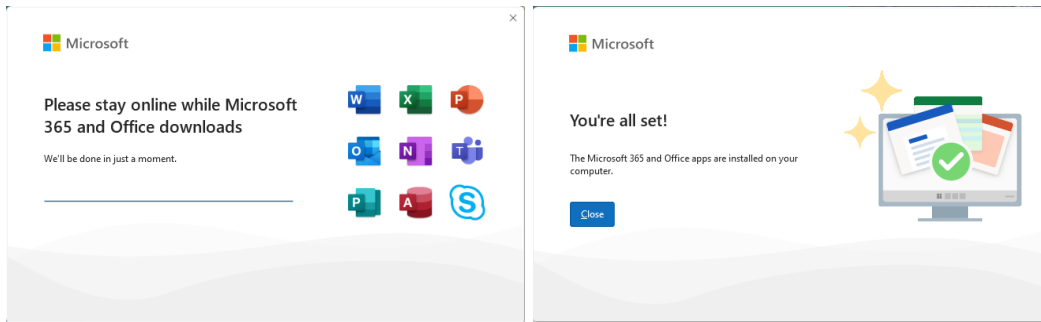 Microsoft
Please stay online while Microsoft
365 and Office downloads
We'll be done in just a moment.
W
X
P
O
N
T
P
A
S
Microsoft
You're all set!
The Microsoft 365 and Office apps are installed on your
computer.
Close